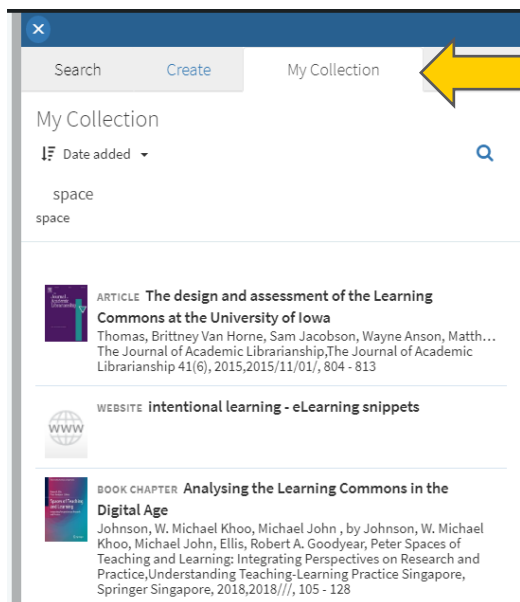 Search Create My Collection
My Collection
Date added
space
space
ARTICLE The design and assessment of the Learning
Commons at the University of Iowa
Thomas, Brittney Van Horne, Sam Jacobson, Wayne Anson, Matth...
The Journal of Academic Librarianship,The Journal of Academic
Librarianship 41(6), 2015,2015/11/01/, 804 - 813
WEBSITE intentional learning - eLearning snippets
www
BOOK CHAPTER Analysing the Learning Commons in the
Digital Age
Johnson, W. Michael Khoo, Michael John , by Johnson, W. Michael
Khoo, Michael John, Ellis, Robert A. Goodyear, Peter Spaces of
Teaching and Learning: Integrating Perspectives on Research and
Practice,Understanding Teaching-Learning Practice Singapore,
Springer Singapore, 2018,2018///, 105 - 128